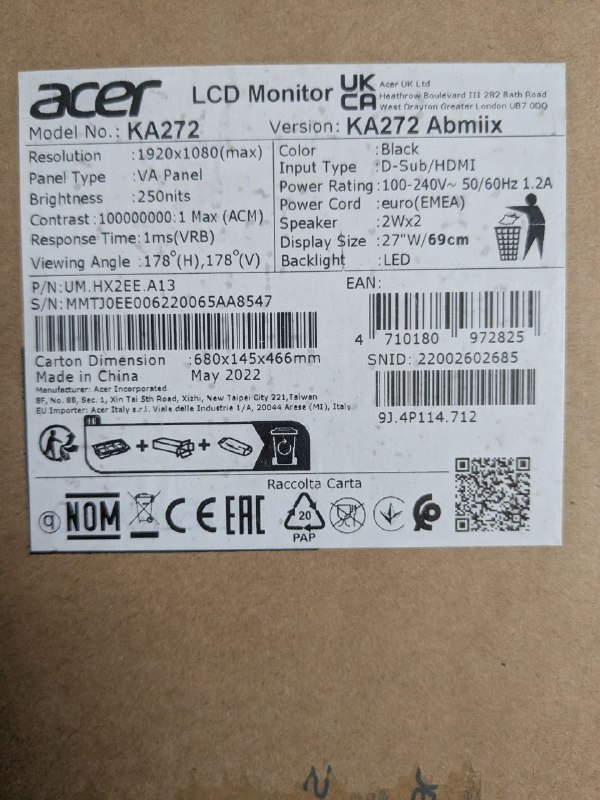 acer LCD Monitor UK CA
Acer UK Ltd
Heathrow Boulevard III 282 Bath Road
West Drayton Greater London UB7 0DQ
Model No.: KA272 Version: KA272 Abmiix
Resolution :1920x1080(max)
Panel Type :VA Panel
Brightness :250nits
Contrast :100000000:1 Max (ACM)
Response Time:1ms(VRB)
Viewing Angle :178°(H),178°(V)
Color :Black
Input Type :D-Sub/HDMI
Power Rating :100-240V~ 50/60Hz 1.2A
Power Cord :euro(EMEA)
Speaker :2Wx2
Display Size :27"W/69cm
Backlight :LED
P/N:UM.HX2EE.A13
S/N:MMTJ0EE006220065AA8547
Carton Dimension :680x145x466mm
Made in China May 2022
Manufacturer: Acer Incorporated
8F, No. 88, Sec. 1, Xin Tai 5th Road, Xizhi, New Taipei City 221,Taiwan
EU Importer: Acer Italy s.r.l. Viale delle Industrie 1/A, 20044 Arese (MI), Italy
EAN:
4 710180 972825
SNID: 22002602685
9J.4P114.712
FR
Raccolta Carta
q NOM CE EAC 20
PAP